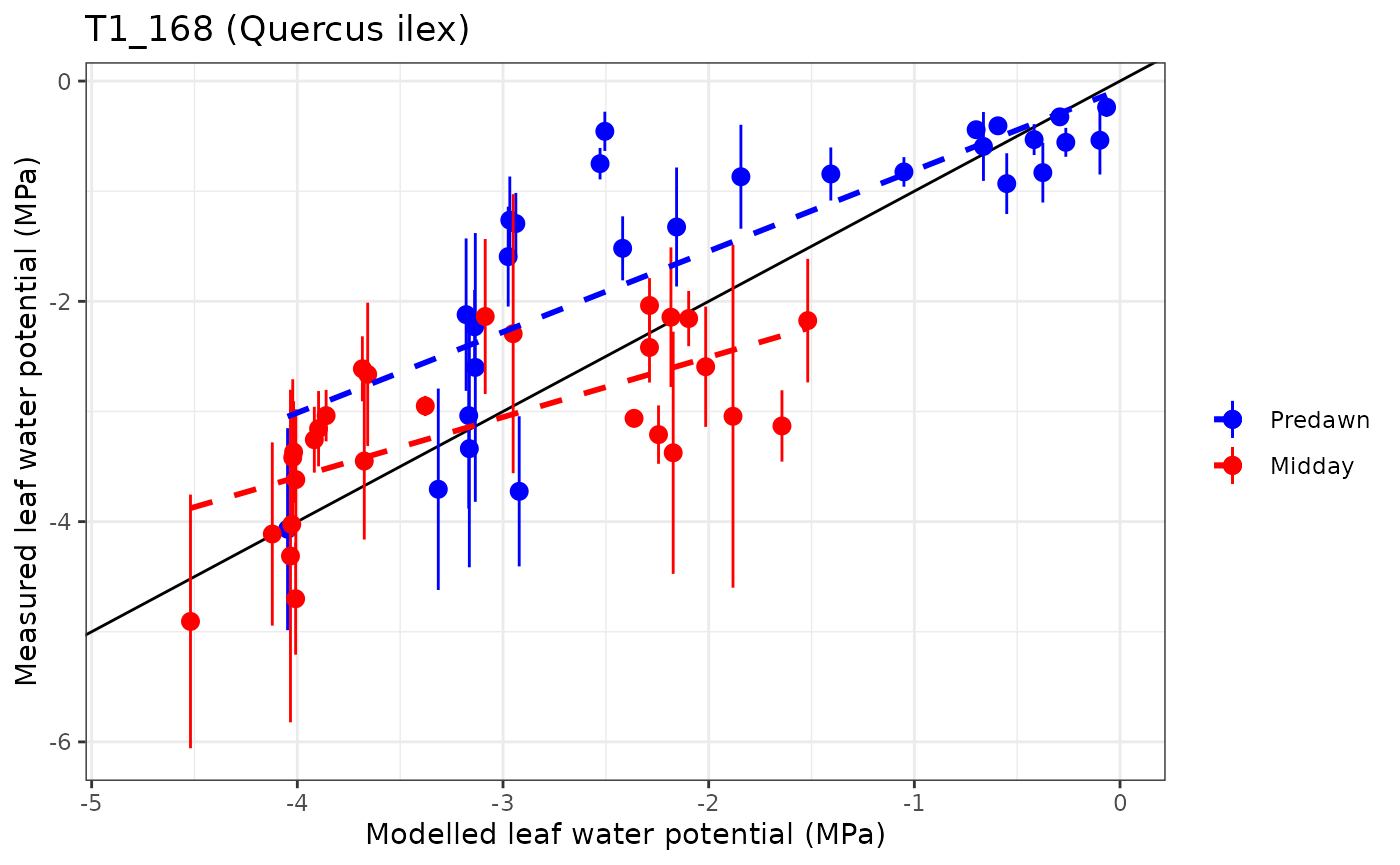 T1_168 (Quercus ilex)
Measured leaf water potential (MPa)
0
-2
-4
-6
-5
-4
-3
-2
-1
0
Modelled leaf water potential (MPa)
Predawn
Midday